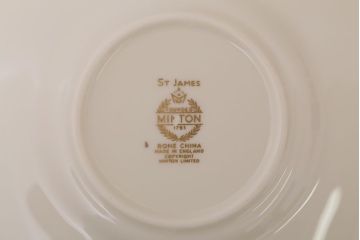 ST JAMES
MINTON
1793
BONE CHINA
MADE IN ENGLAND
COPYRIGHT
MINTON LIMITED